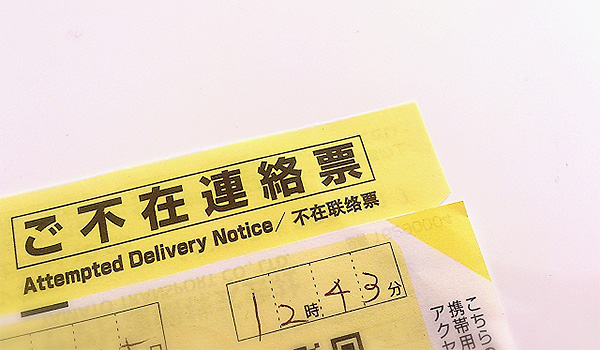 ご不在連絡票
Attempted Delivery Notice/ 不在联络票
12時43分
こちらの
携帯用
アクセ